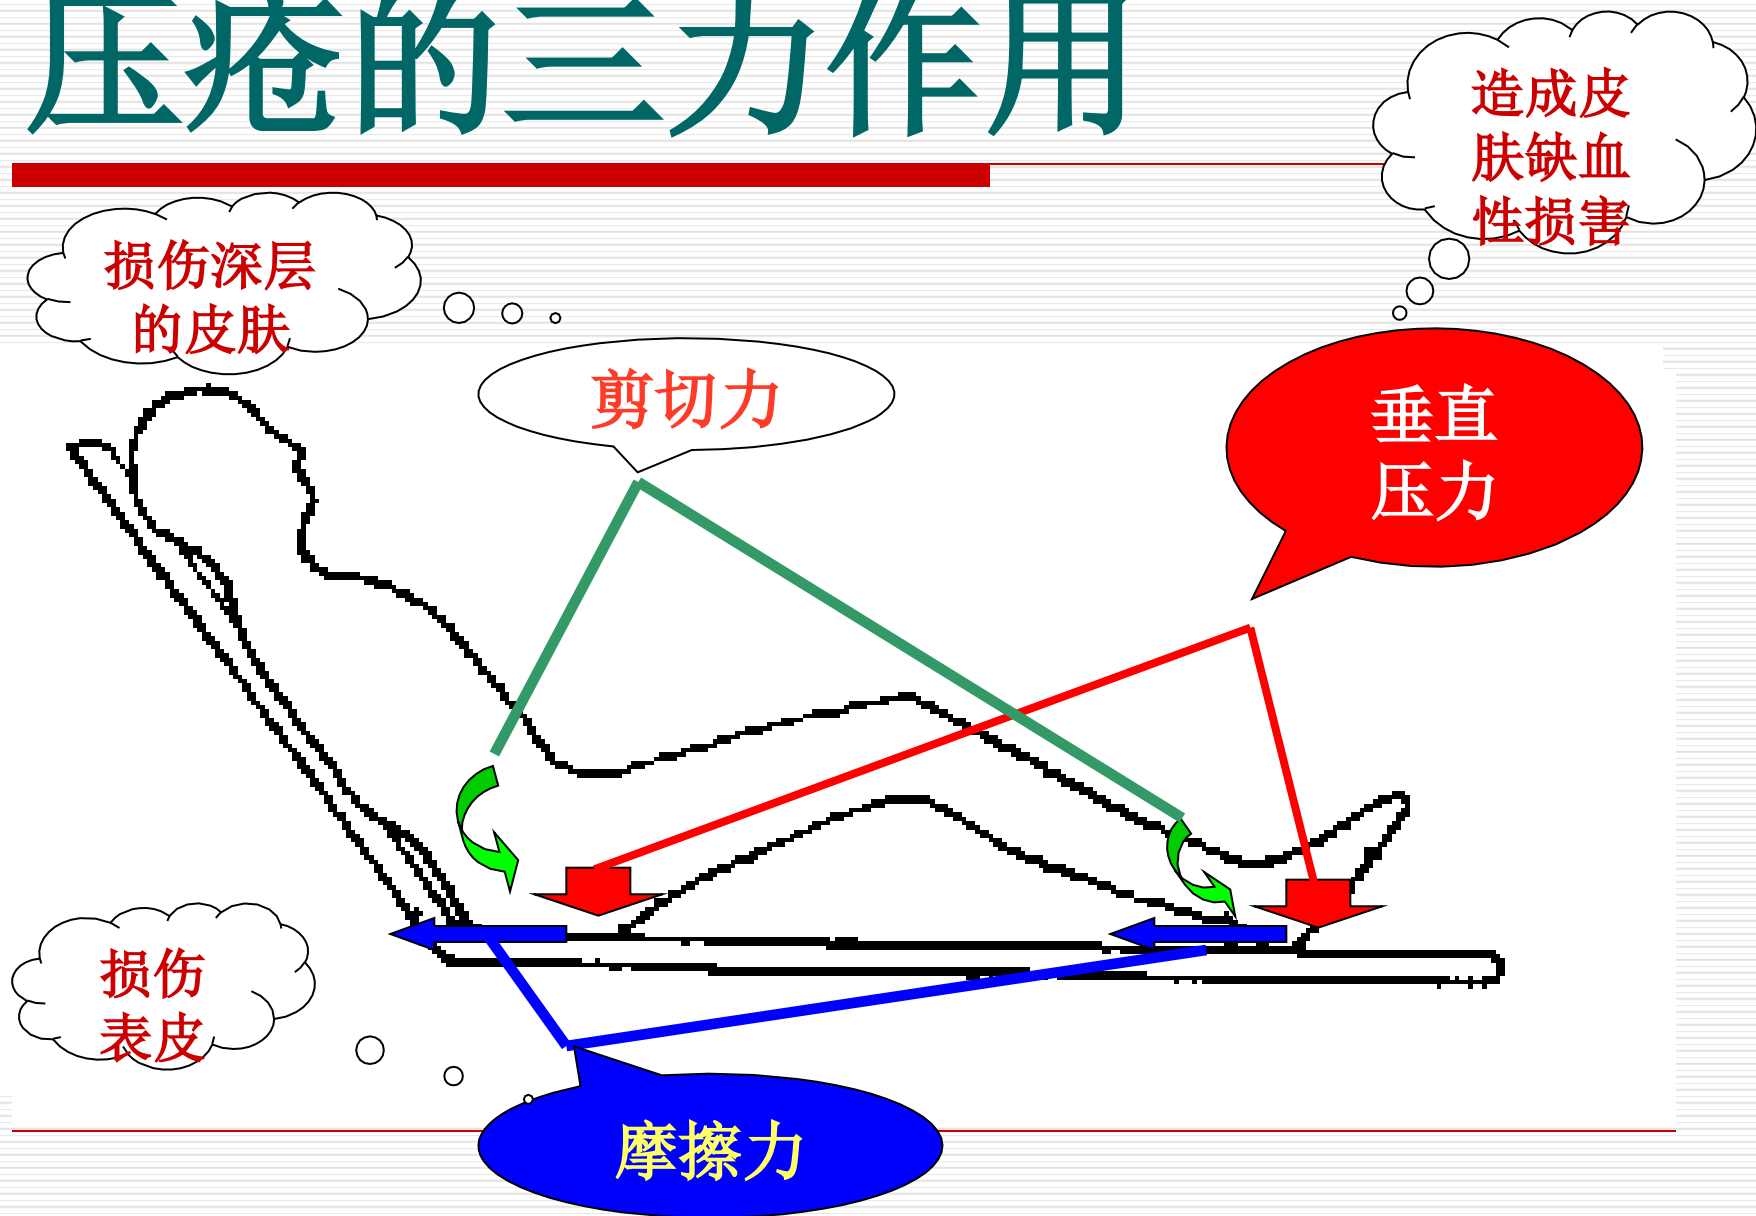 压疮的三力作用
造成皮
肤缺血
性损害
损伤深层
的皮肤
剪切力
垂直
压力
损伤
表皮
摩擦力